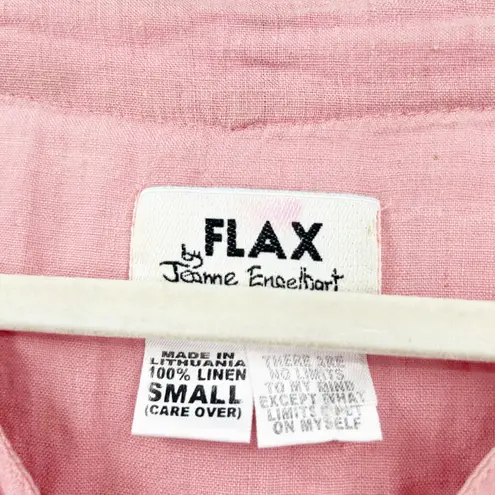 FLAX
by
Jeanne Engelhart
MADE IN
LITHUANIA
100% LINEN
SMALL
(CARE OVER)
THERE ARE
NO LIMITS
TO MY MIND
EXCEPT WHAT
LIMITS I PUT
ON MYSELF